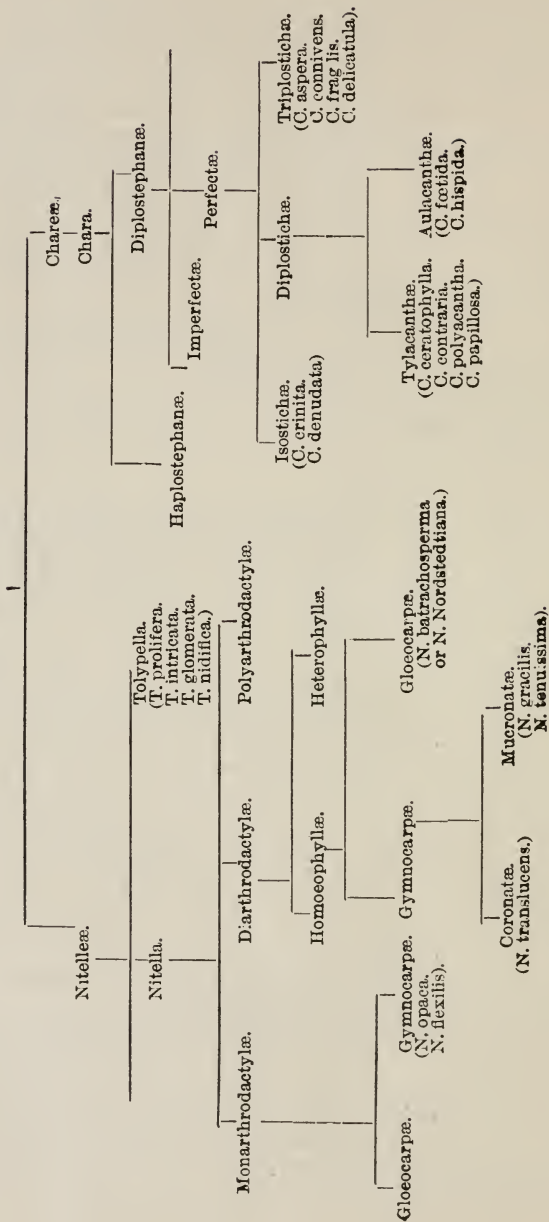 Nitelleæ.
Nitella.
Tolypella.
(T. prolifera.
T. intricata.
T. glomerata.
T. nidifica.)
Monarthrodactylæ.
Diarthrodactylæ.
Polyarthrodactylæ.
Gloeocarpæ.
Gymnocarpæ.
(N. opaca.
N. flexilis).
Homoeophyllæ.
Heterophyllæ.
Gymnocarpæ.
Gloeocarpæ.
(N. batrachosperma
or N. Nordstedtiana.)
Coronatæ.
(N. translucens.)
Mucronatæ.
(N. gracilis.
N. tenuissima).
Chareæ.
Chara.
Haplostephanæ.
Diplostephanæ.
Imperfectæ.
Perfectæ.
Isostichæ.
(C. crinita.
C. denudata)
Diplostichæ.
Triplostichæ.
(C. aspera.
C. connivens.
C. frag lis.
C. delicatula).
Tylacanthæ.
(C. ceratophylla.
C. contraria.
C. polyacantha.
C. papillosa.)
Aulacanthæ.
(C. fœtida.
C. hispida.